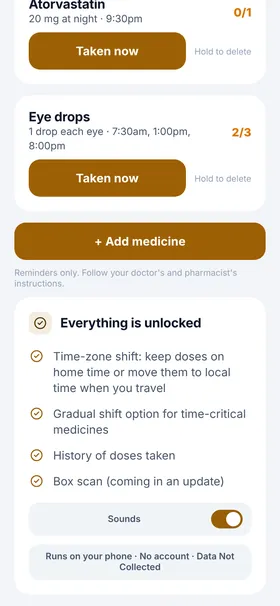 Atorvastatin
20 mg at night · 9:30pm
0/1
Taken now
Hold to delete
Eye drops
1 drop each eye · 7:30am, 1:00pm,
8:00pm
2/3
Taken now
Hold to delete
+ Add medicine
Reminders only. Follow your doctor's and pharmacist's
instructions.
Everything is unlocked
Time-zone shift: keep doses on
home time or move them to local
time when you travel
Gradual shift option for time-critical
medicines
History of doses taken
Box scan (coming in an update)
Sounds
Runs on your phone · No account · Data Not
Collected